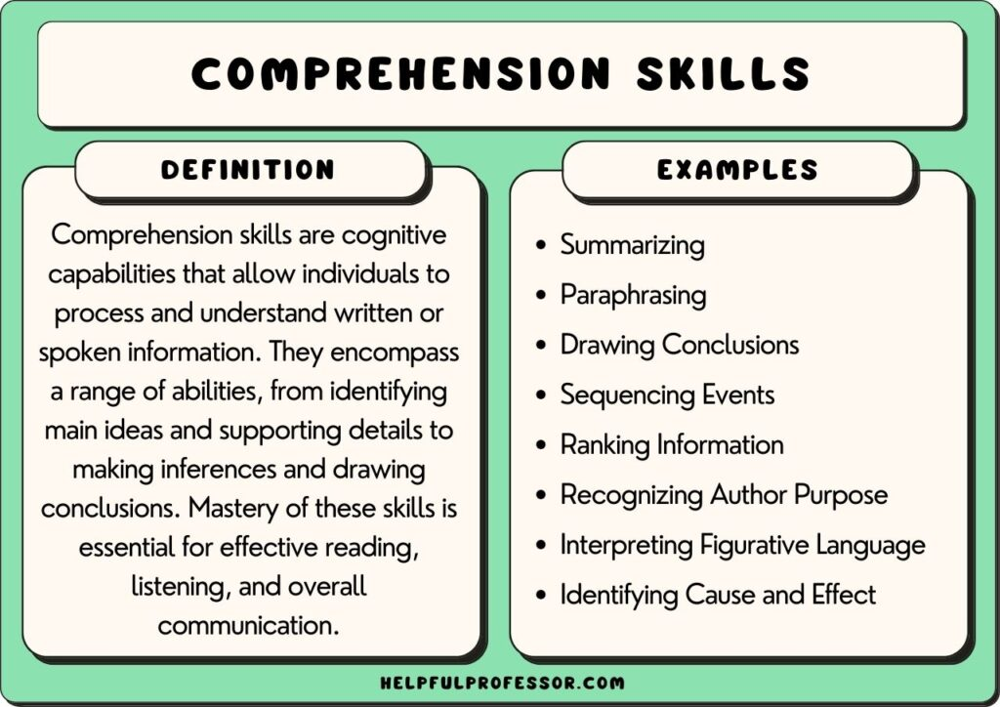 COMPREHENSION SKILLS
DEFINITION
Comprehension skills are cognitive
capabilities that allow individuals to
process and understand written or
spoken information. They encompass
a range of abilities, from identifying
main ideas and supporting details to
making inferences and drawing
conclusions. Mastery of these skills is
essential for effective reading,
listening, and overall
communication.
EXAMPLES
• Summarizing
• Paraphrasing
• Drawing Conclusions
• Sequencing Events
• Ranking Information
• Recognizing Author Purpose
• Interpreting Figurative Language
• Identifying Cause and Effect
HELPFULPROFESSOR.COM